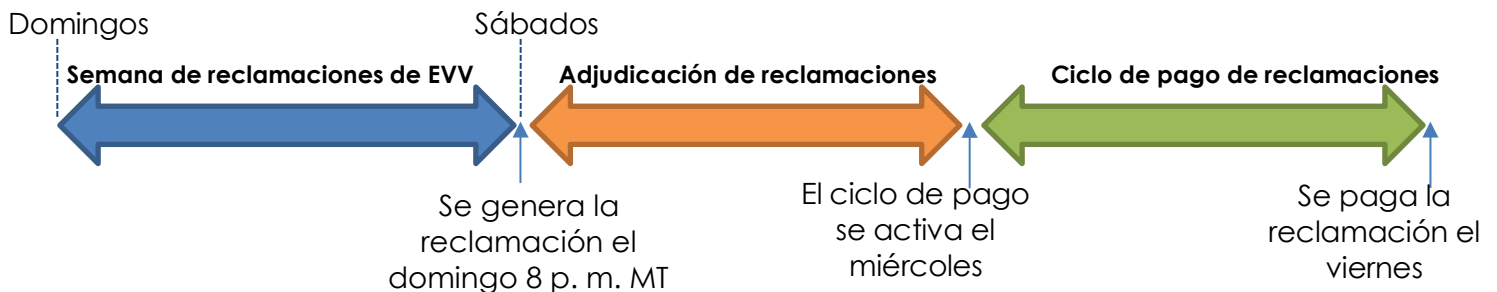 Domingos
Sábados
Semana de reclamaciones de EVV
Adjudicación de reclamaciones
Ciclo de pago de reclamaciones
Se genera la
reclamación el
domingo 8 p. m. MT
El ciclo de pago
se activa el
miércoles
Se paga la
reclamación el
viernes